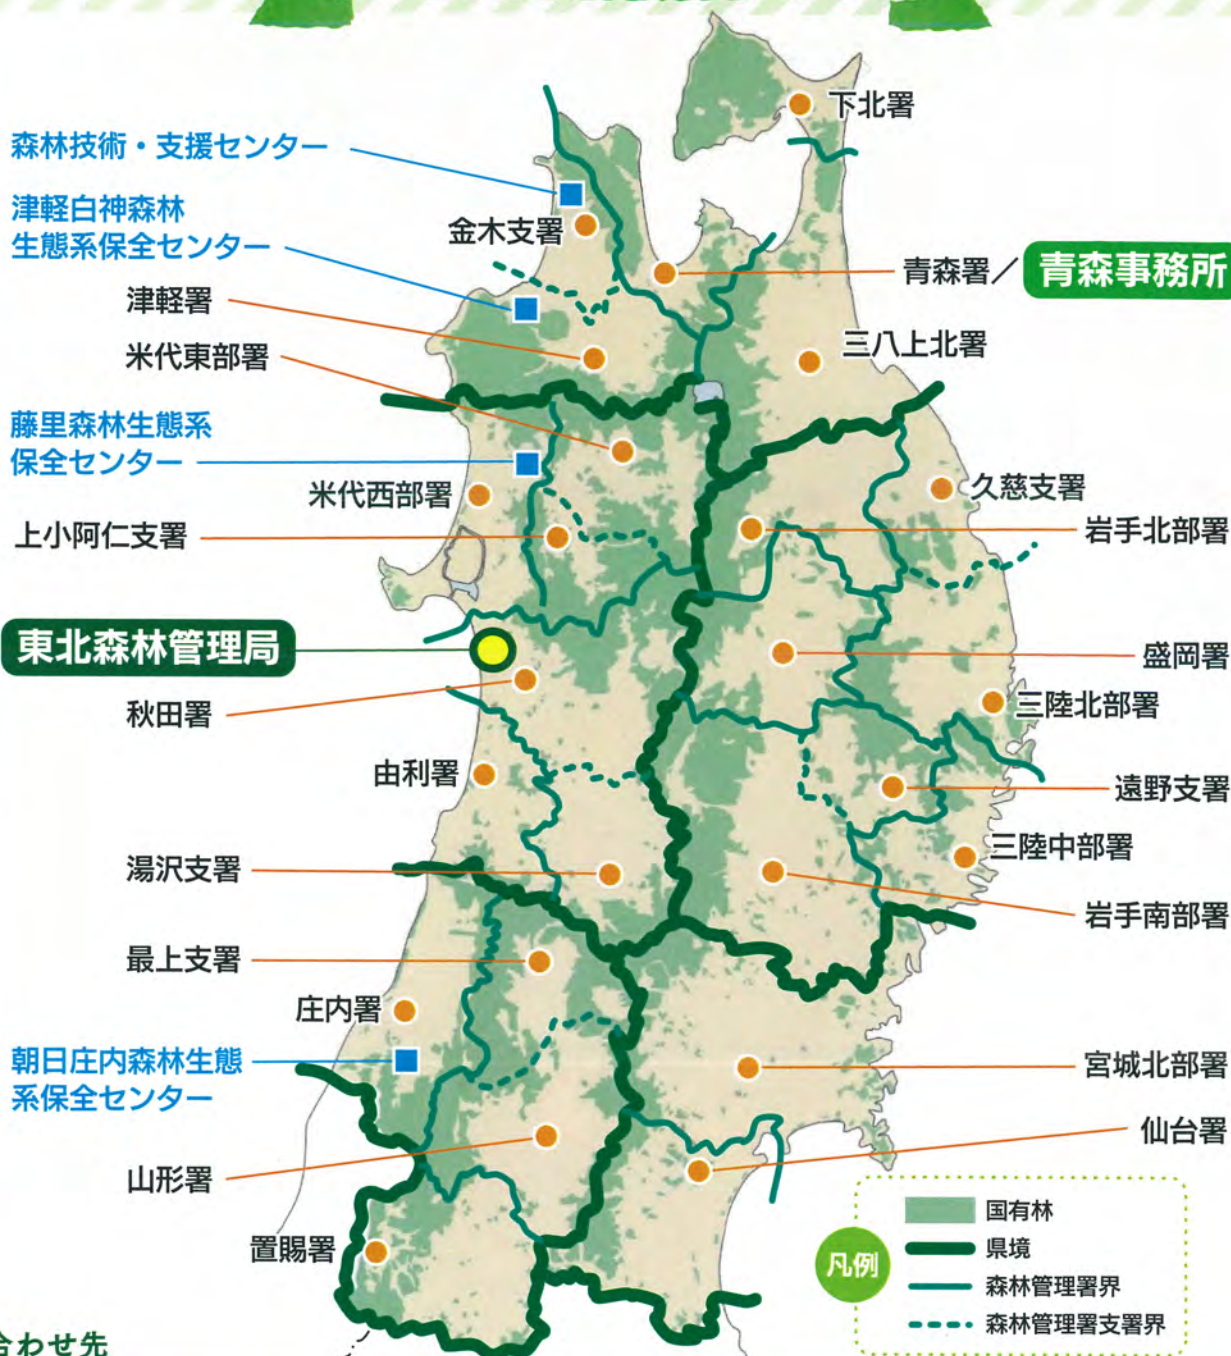 下北署
森林技術・支援センター
津軽白神森林
生態系保全センター
金木支署
青森署／ 青森事務所
津軽署
三八上北署
米代東部署
藤里森林生態系
保全センター
米代西部署
久慈支署
上小阿仁支署
岩手北部署
東北森林管理局
盛岡署
秋田署
三陸北部署
由利署
遠野支署
三陸中部署
湯沢支署
岩手南部署
最上支署
庄内署
朝日庄内森林生態
系保全センター
宮城北部署
仙台署
山形署
置賜署
凡例
国有林
県境
森林管理署界
森林管理署支署界
合わせ先